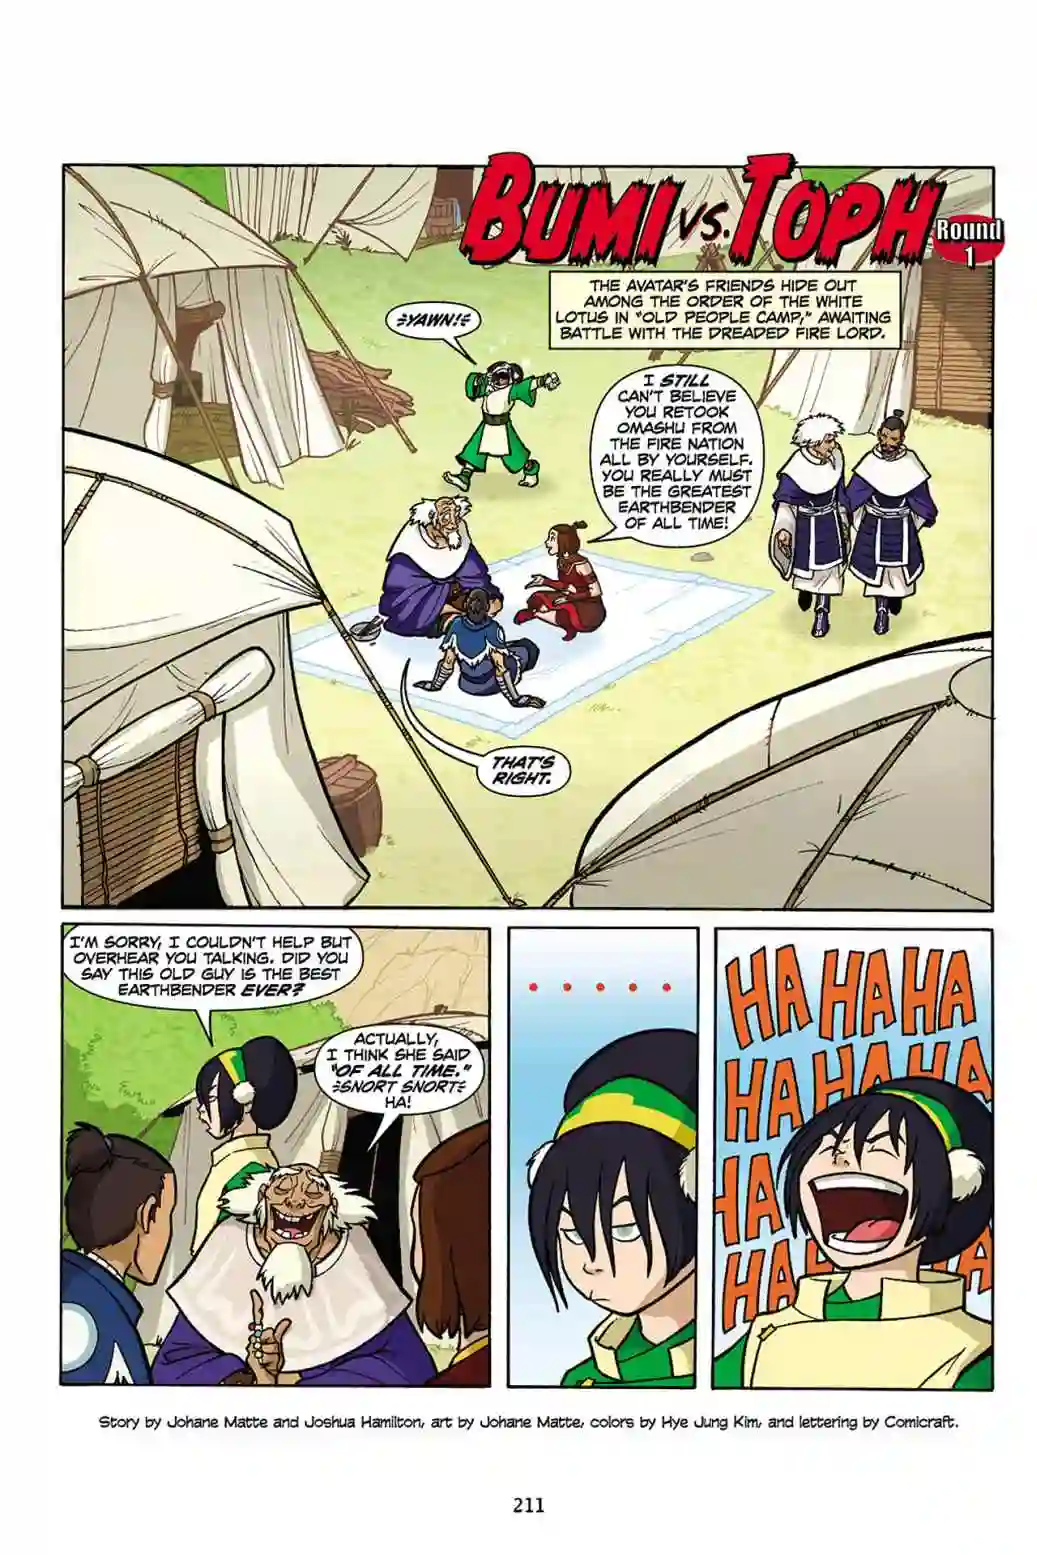 BUMI VS. TOPH
Round
1
THE AVATAR'S FRIENDS HIDE OUT
AMONG THE ORDER OF THE WHITE
LOTUS IN "OLD PEOPLE CAMP," AWAITING
BATTLE WITH THE DREADED FIRE LORD.
YAWN!
I STILL
CAN'T BELIEVE
YOU RETOOK
OMASHU FROM
THE FIRE NATION
ALL BY YOURSELF.
YOU REALLY MUST
BE THE GREATEST
EARTHBENDER
OF ALL TIME!
THAT'S
RIGHT.
I'M SORRY, I COULDN'T HELP BUT
OVERHEAR YOU TALKING. DID YOU
SAY THIS OLD GUY IS THE BEST
EARTHBENDER EVER?
ACTUALLY,
I THINK SHE SAID
"OF ALL TIME."
SNORT SNORT
HA!
. . . . .
HA HA HA
HA HA HA
HA
HA HA HA
Story by Johane Matte and Joshua Hamilton, art by Johane Matte, colors by Hye Jung Kim, and lettering by Comicraft.
211